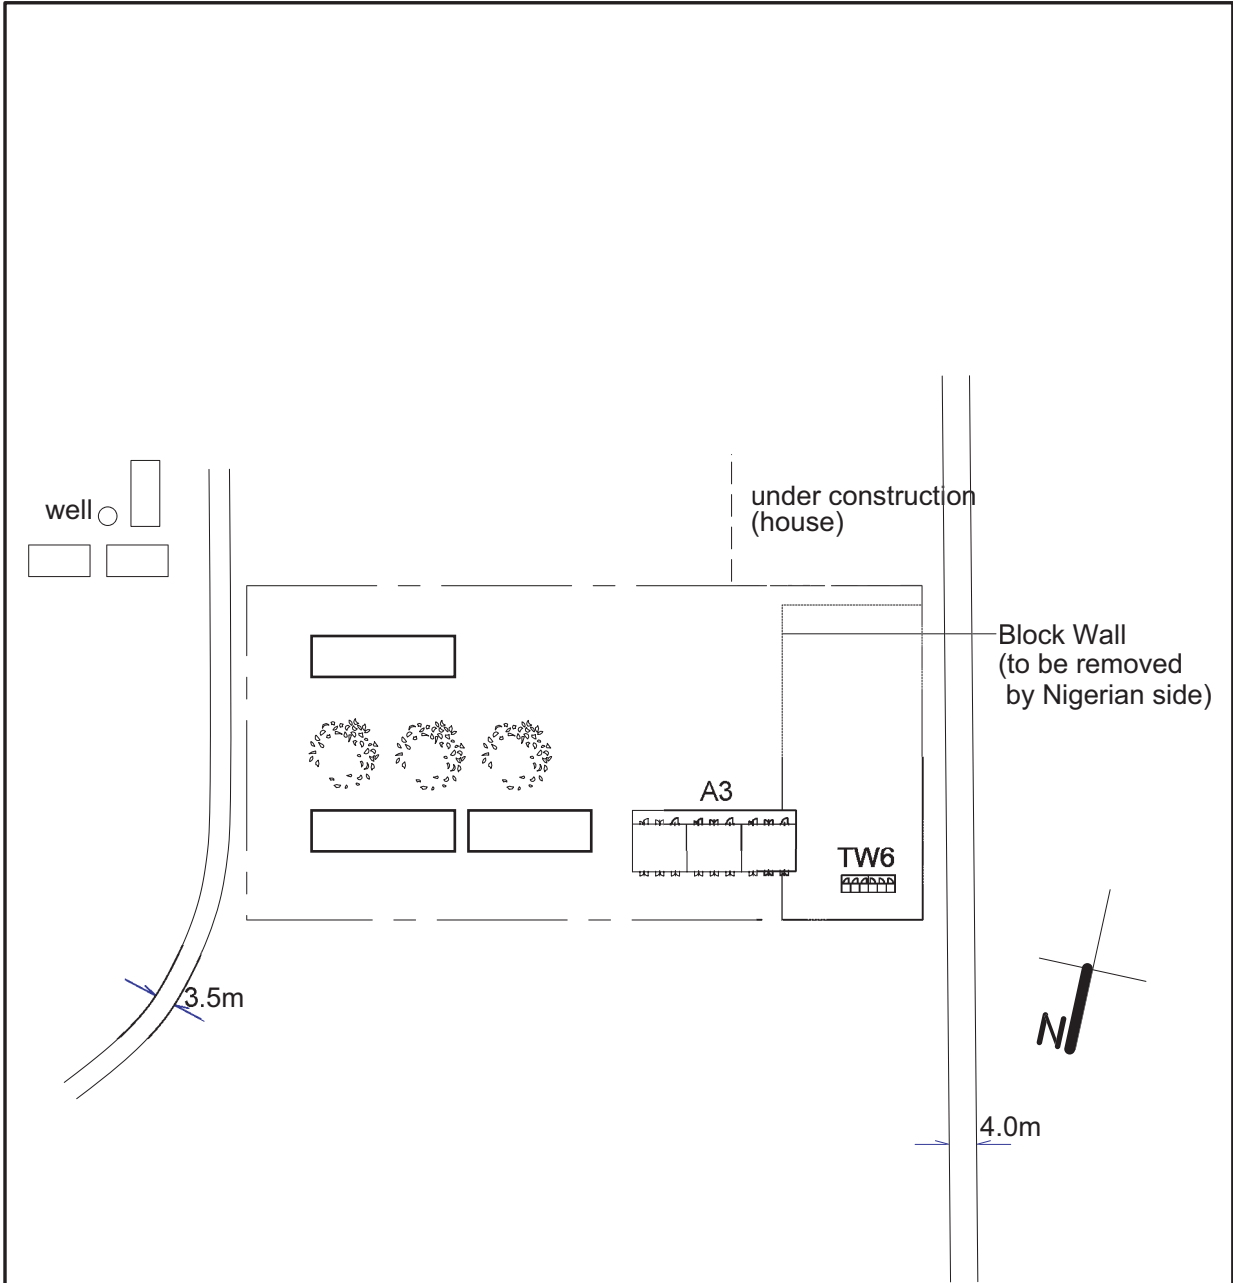 well
under construction
(house)
Block Wall
(to be removed
by Nigerian side)
A3
TW6
3.5m
N
4.0m